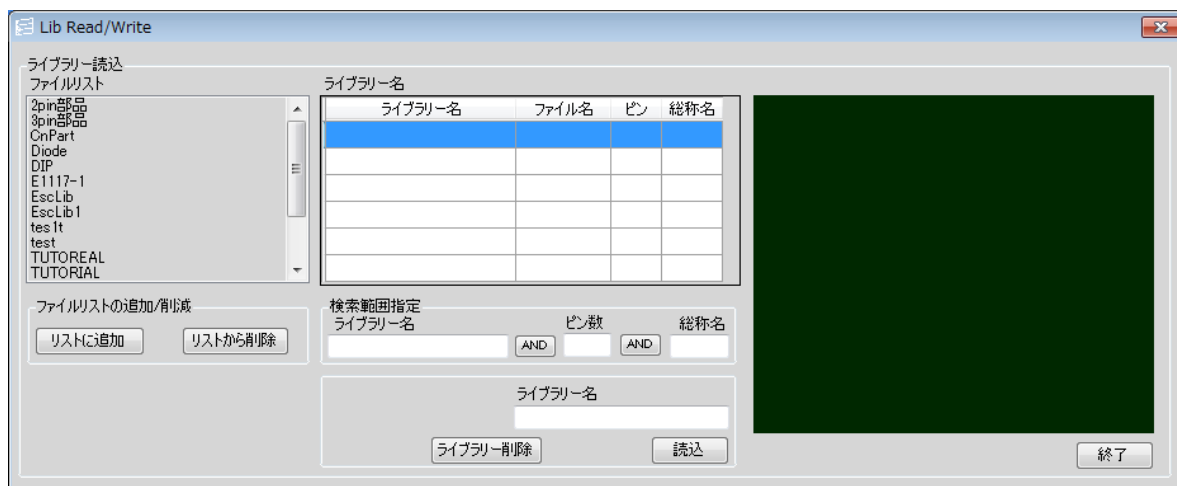 Lib Read/Write
ライブラリー読込
ファイルリスト
2pin部品
3pin部品
CnPart
Diode
DIP
E1117-1
EscLib
EscLib1
tes1t
test
TUTOREAL
TUTORIAL
ファイルリストの追加/削減
リストに追加 リストから削除
ライブラリー名
ライブラリー名 ファイル名 ピン 総称名
検索範囲指定
ライブラリー名 ピン数 総称名
AND AND
ライブラリー名
ライブラリー削除 読込
終了